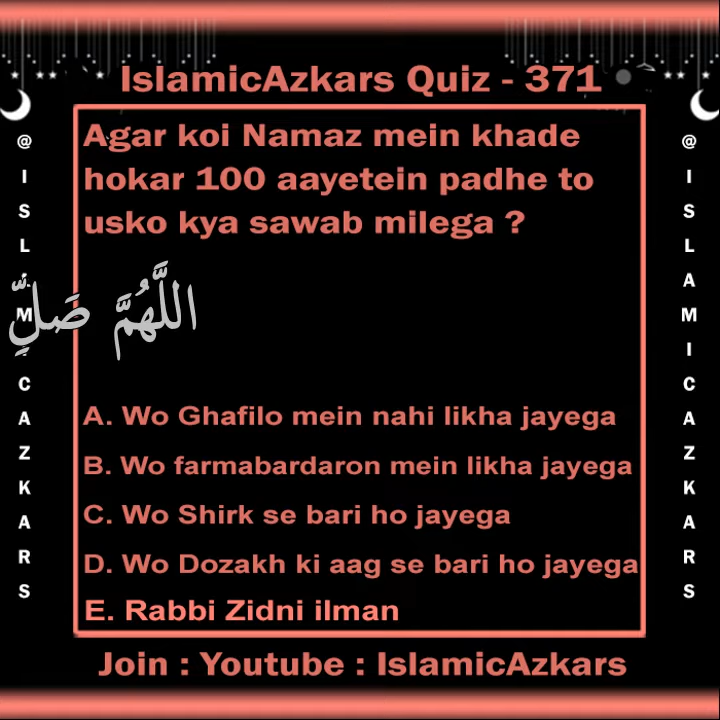 IslamicAzkars Quiz - 371
Agar koi Namaz mein khade
hokar 100 aayetein padhe to
usko kya sawab milega ?
اللَّهُمَّ صَلِّ
A. Wo Ghafilo mein nahi likha jayega
B. Wo farmabardaron mein likha jayega
C. Wo Shirk se bari ho jayega
D. Wo Dozakh ki aag se bari ho jayega
E. Rabbi Zidni ilman
Join : Youtube : IslamicAzkars
@ISLAMICAZKARS
@ISLAMICAZKARS